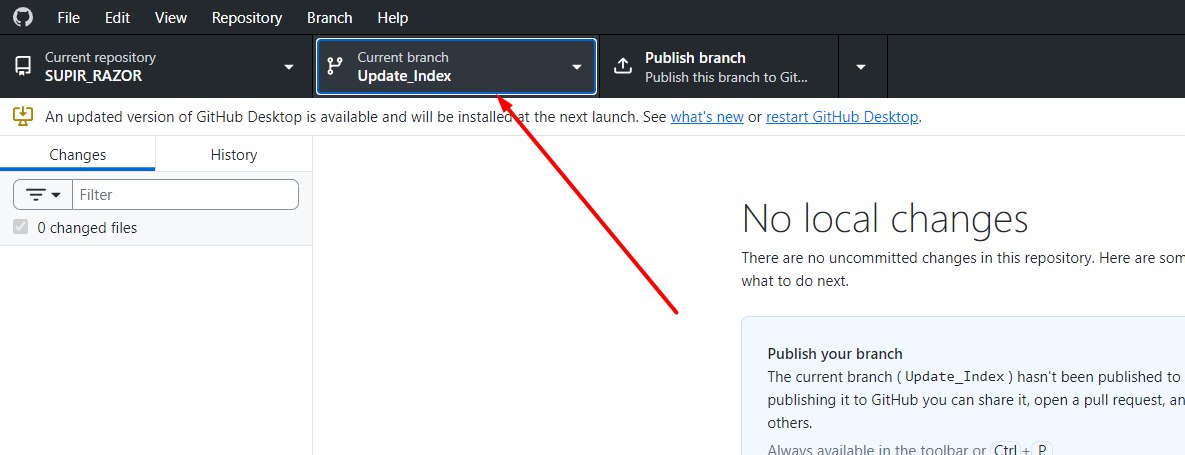 File Edit View Repository Branch Help
Current repository
SUPIR_RAZOR
Current branch
Update_Index
Publish branch
Publish this branch to Git...
An updated version of GitHub Desktop is available and will be installed at the next launch. See what's new or restart GitHub Desktop.
Changes
History
Filter
0 changed files
No local changes
There are no uncommitted changes in this repository. Here are som
what to do next.
Publish your branch
The current branch ( Update_Index ) hasn't been published to
publishing it to GitHub you can share it, open a pull request, an
others.
Always available in the toolbar or Ctrl + P